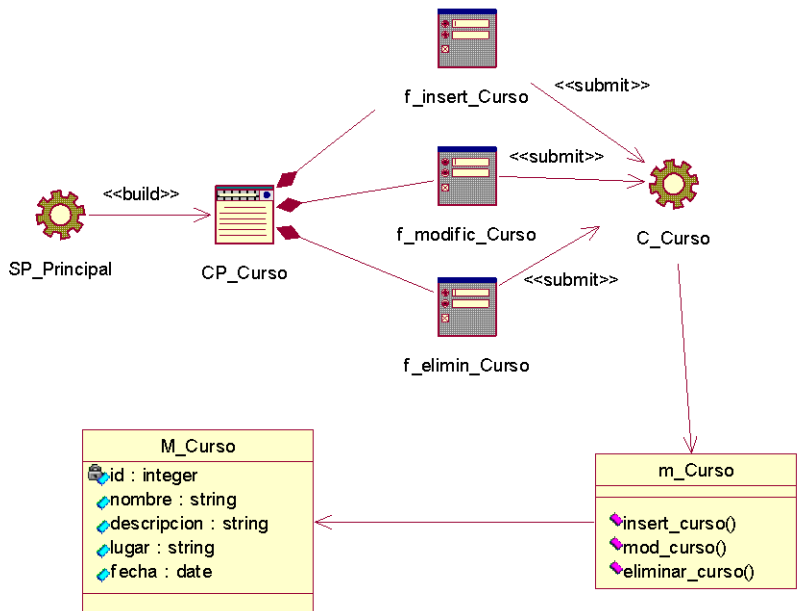 f_insert_Curso
<<submit>>
<<build>>
<<submit>>
SP_Principal
CP_Curso
f_modific_Curso
C_Curso
<<submit>>
f_elimin_Curso
M_Curso
id : integer
nombre : string
descripcion : string
lugar : string
fecha : date
m_Curso
insert_curso()
mod_curso()
eliminar_curso()